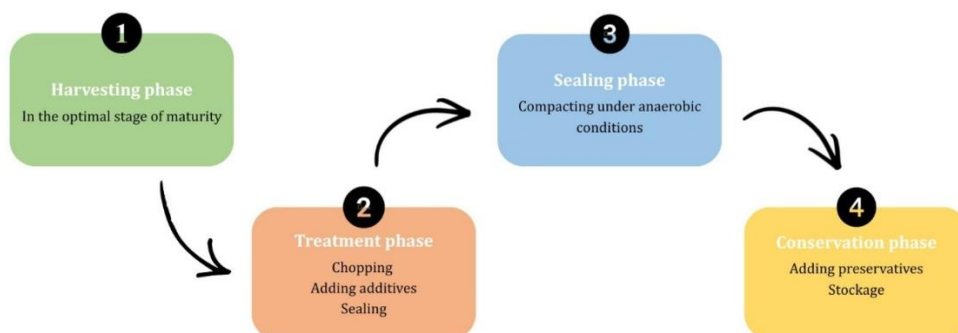 1
Harvesting phase
In the optimal stage of maturity
2
Treatment phase
Chopping
Adding additives
Sealing
3
Sealing phase
Compacting under anaerobic
conditions
4
Conservation phase
Adding preservatives
Stockage